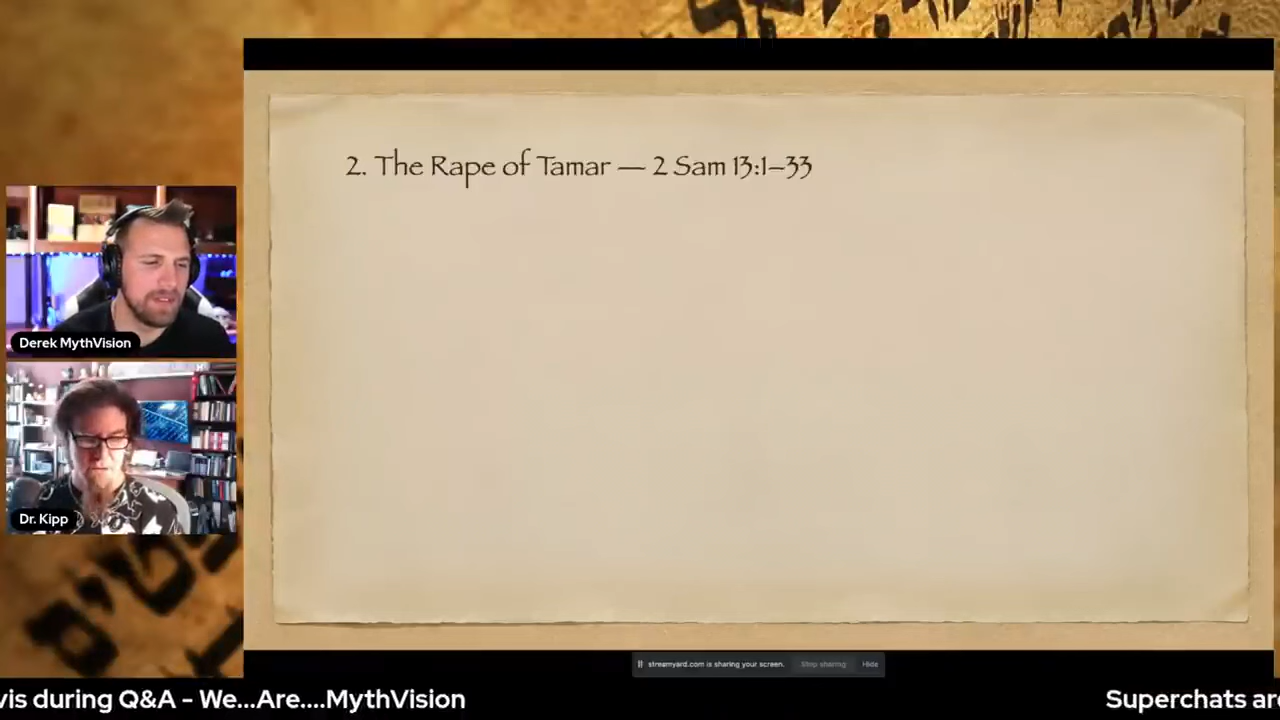 2. The Rape of Tamar — 2 Sam 13:1–33
Derek MythVision
Dr. Kipp
streamyard.com is sharing your screen. Stop sharing Hide
vis during Q&A - We...Are....MythVision Superchats are